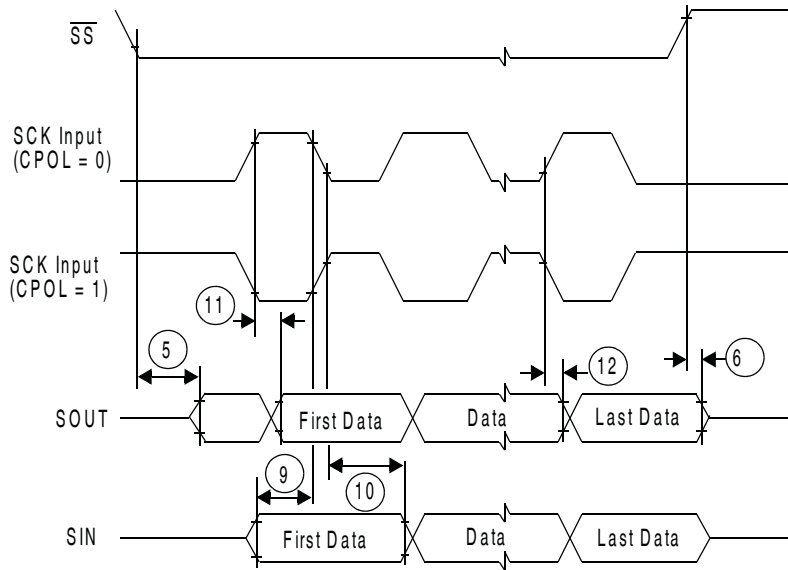 SS
SCK Input
(CPOL = 0)
SCK Input
(CPOL = 1)
11
5
12
6
SOUT
First Data
Data
Last Data
9
10
SIN
First Data
Data
Last Data